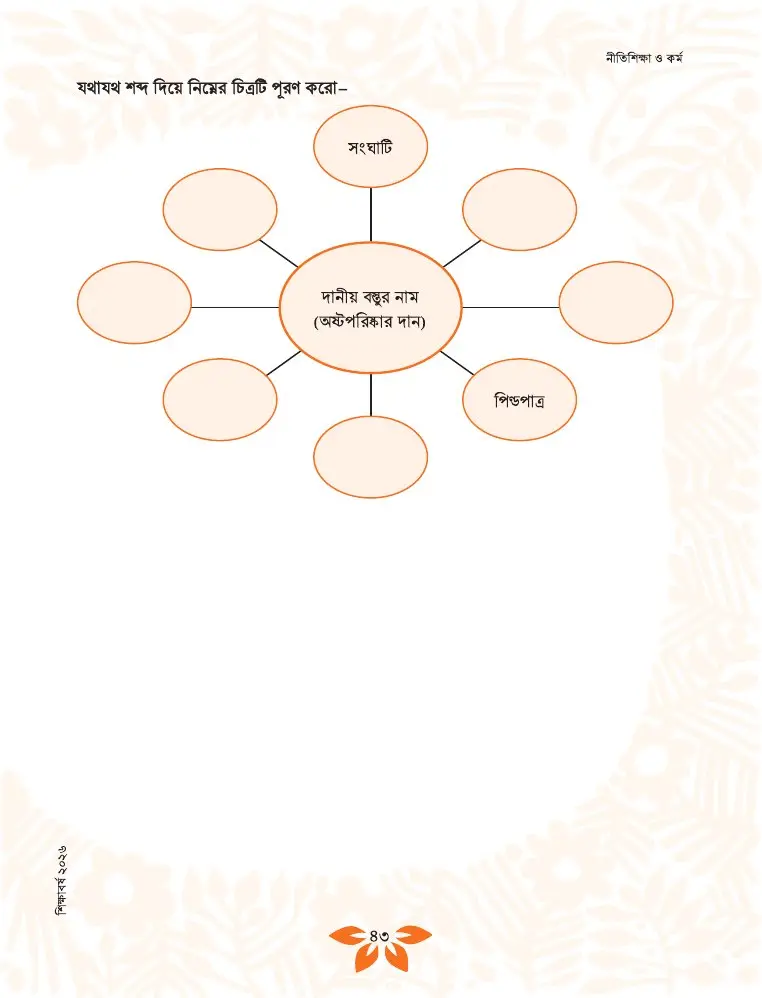 নীতিশিক্ষা ও কর্ম
যথাযথ শব্দ দিয়ে নিম্নের চিত্রটি পূরণ করো–
সংঘাটি
দানীয় বস্তুর নাম
(অষ্টপরিষ্কার দান)
পিণ্ডপাত্র
শিক্ষাবর্ষ ২০২৬
৪৩